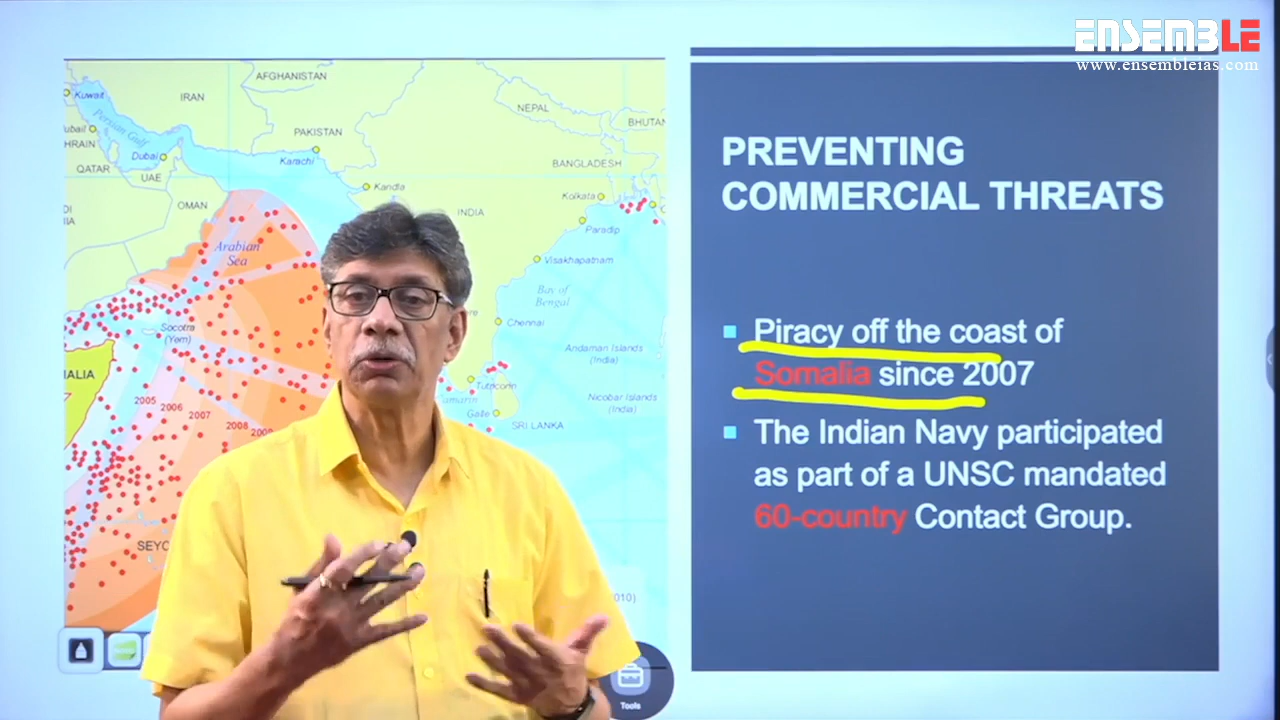 ENSEMBLE
www.ensembleias.com
PREVENTING
COMMERCIAL THREATS
Piracy off the coast of
Somalia since 2007
The Indian Navy participated
as part of a UNSC mandated
60-country Contact Group.
AFGHANISTAN
Kuwait
IRAN
NEPAL
Persian Gulf
BHUTAN
PAKISTAN
Dubai
Karachi
BANGLADESH
QATAR
UAE
Kandla
Kolkata
OMAN
INDIA
Paradip
Arabian
Sea
Visakhapatnam
Bay of
Bengal
Chennai
Socotra
(Yem)
Andaman Islands
(India)
ALIA
Tuticorin
Nicobar Islands
(India)
2005
2006
2007
2008
Galle
SRI LANKA
SEYC
010)
Tools